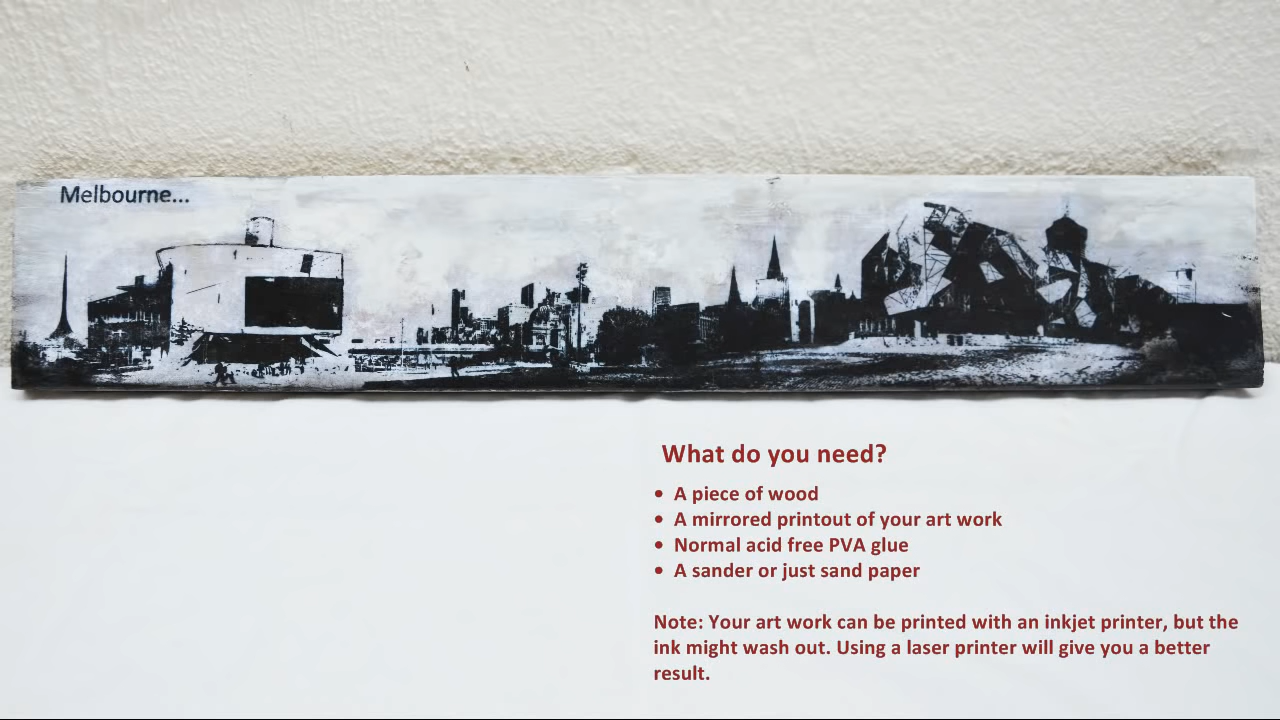 Melbourne...
What do you need?
• A piece of wood
• A mirrored printout of your art work
• Normal acid free PVA glue
• A sander or just sand paper
Note: Your art work can be printed with an inkjet printer, but the
ink might wash out. Using a laser printer will give you a better
result.